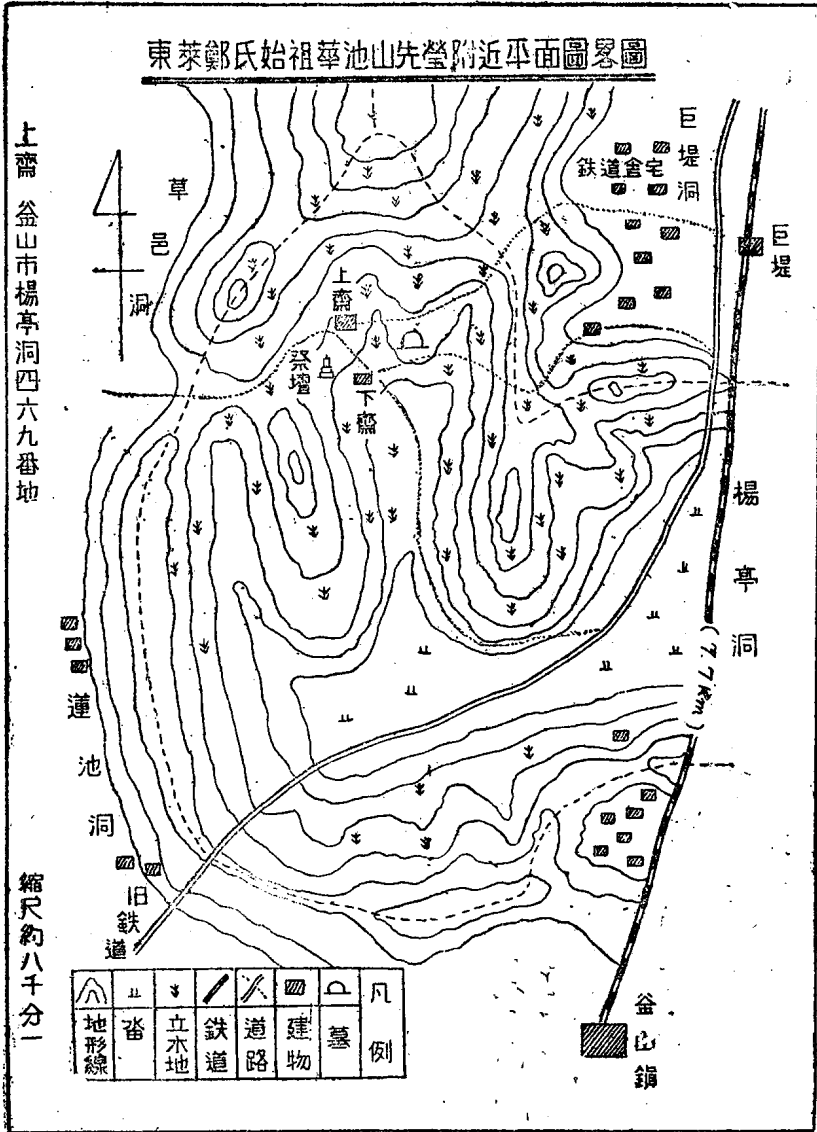 東萊鄭氏始祖華池山先塋附近平面圖畧圖
上齋 釜山市楊亭洞四六九番地
縮尺約八千分一
草邑洞
巨堤洞
鉄道舍宅
巨堤
上齋
祭壇
下齋
楊亭洞
(7.7km)
蓮池洞
旧鉄道
釜山鎭
凡例
墓
建物
道路
鉄道
立木地
畓
地形線